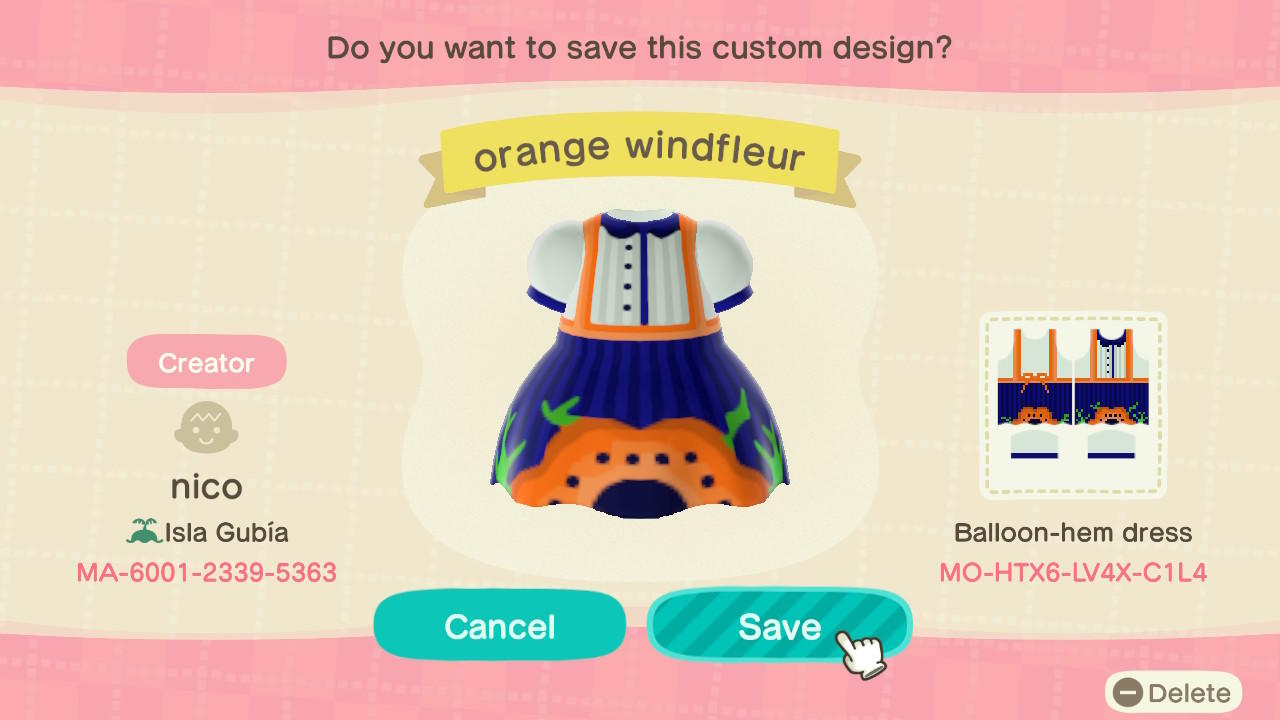 Do you want to save this custom design?
orange windfleur
Creator
nico
Isla Gubía
MA-6001-2339-5363
Balloon-hem dress
MO-HTX6-LV4X-C1L4
Cancel
Save
Delete